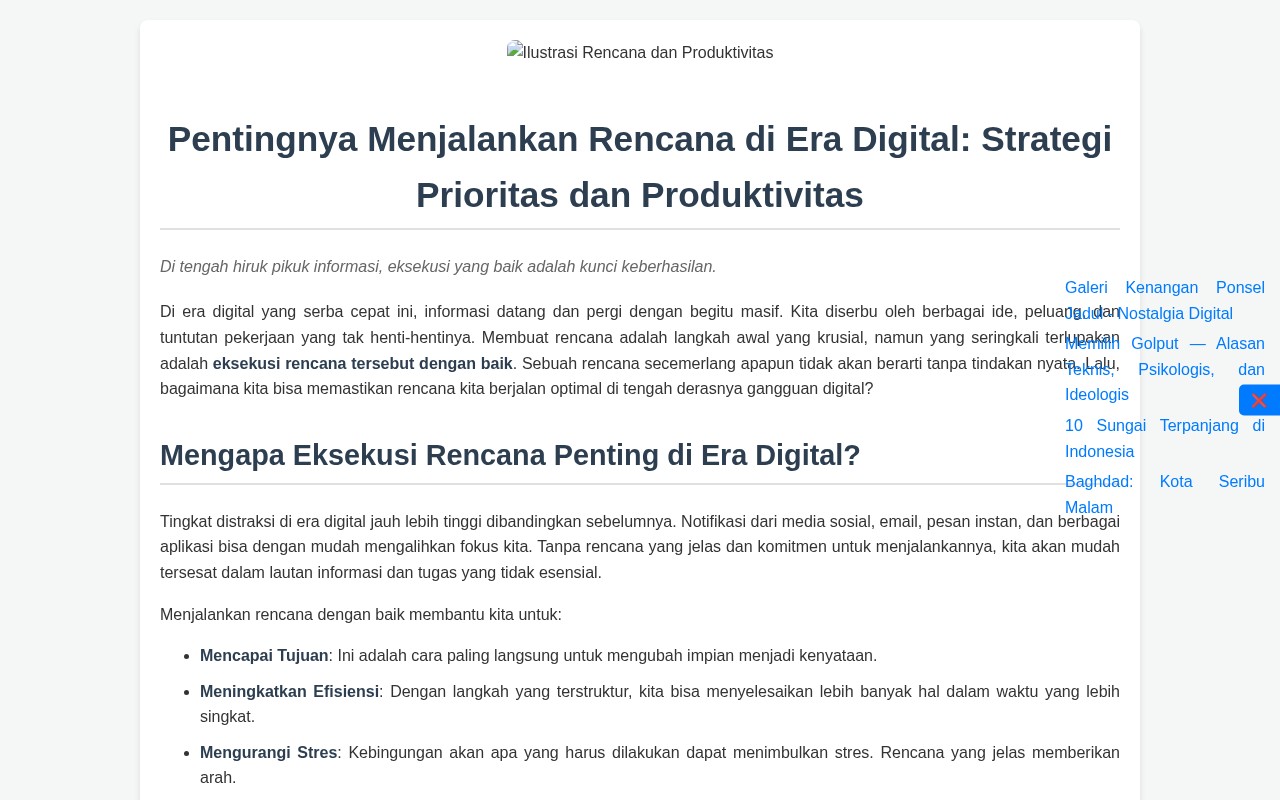 Ilustrasi Rencana dan Produktivitas
Pentingnya Menjalankan Rencana di Era Digital: Strategi
Prioritas dan Produktivitas
Di tengah hiruk pikuk informasi, eksekusi yang baik adalah kunci keberhasilan.
Di era digital yang serba cepat ini, informasi datang dan pergi dengan begitu masif. Kita diserbu oleh berbagai ide, peluang, dan
tuntutan pekerjaan yang tak henti-hentinya. Membuat rencana adalah langkah awal yang krusial, namun yang seringkali terlupakan
adalah eksekusi rencana tersebut dengan baik. Sebuah rencana secemerlang apapun tidak akan berarti tanpa tindakan nyata. Lalu,
bagaimana kita bisa memastikan rencana kita berjalan optimal di tengah derasnya gangguan digital?
Mengapa Eksekusi Rencana Penting di Era Digital?
Tingkat distraksi di era digital jauh lebih tinggi dibandingkan sebelumnya. Notifikasi dari media sosial, email, pesan instan, dan berbagai
aplikasi bisa dengan mudah mengalihkan fokus kita. Tanpa rencana yang jelas dan komitmen untuk menjalankannya, kita akan mudah
tersesat dalam lautan informasi dan tugas yang tidak esensial.
Menjalankan rencana dengan baik membantu kita untuk:
Mencapai Tujuan: Ini adalah cara paling langsung untuk mengubah impian menjadi kenyataan.
Meningkatkan Efisiensi: Dengan langkah yang terstruktur, kita bisa menyelesaikan lebih banyak hal dalam waktu yang lebih
singkat.
Mengurangi Stres: Kebingungan akan apa yang harus dilakukan dapat menimbulkan stres. Rencana yang jelas memberikan
arah.
Galeri Kenangan Ponsel
Jadul - Nostalgia Digital
Memilih Golput — Alasan
Teknis, Psikologis, dan
Ideologis
10 Sungai Terpanjang di
Indonesia
Baghdad: Kota Seribu
Malam